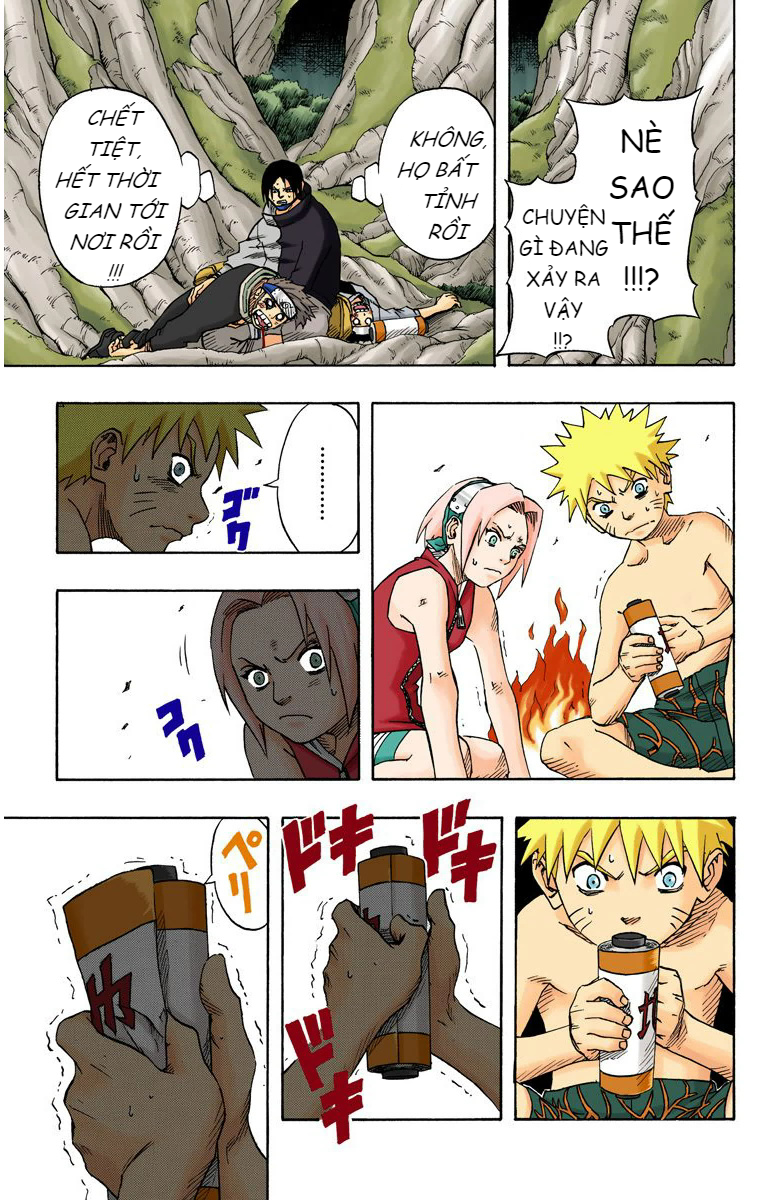 NÈ
SAO
THẾ
!!!?
CHUYỆN
GÌ ĐANG
XẢY RA
VẬY
!!?
KHÔNG,
HỌ BẤT
TỈNH
RỒI
CHẾT
TIỆT,
HẾT THỜI
GIAN TỚI
NƠI RỒI
!!!
.........
ゴク
ゴク
ドキ
ドキ
ドキ
ペリ